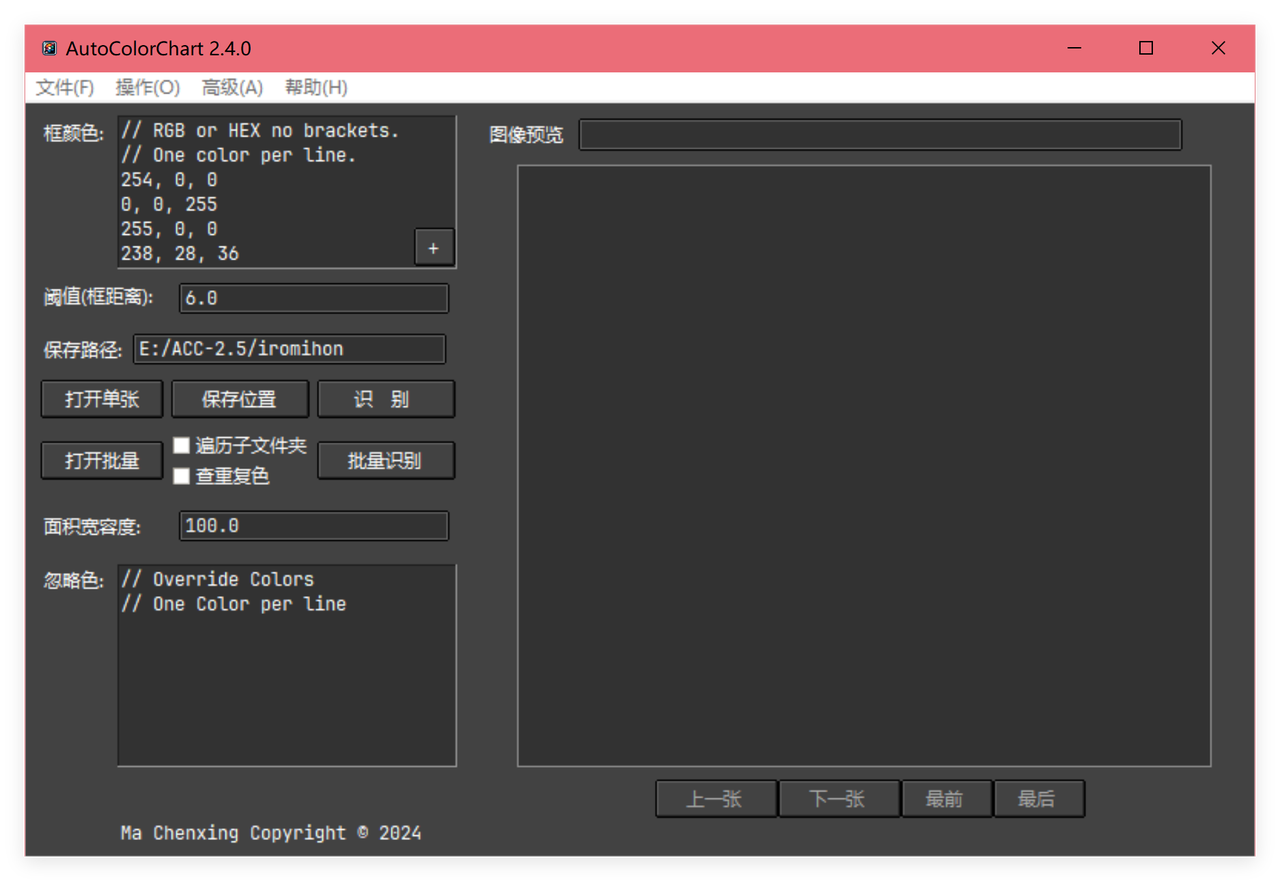 AutoColorChart 2.4.0
文件(F) 操作(O) 高级(A) 帮助(H)
框颜色:
// RGB or HEX no brackets.
// One color per line.
254, 0, 0
0, 0, 255
255, 0, 0
238, 28, 36
+
阈值(框距离): 6.0
保存路径: E:/ACC-2.5/iromihon
打开单张 保存位置 识 别
打开批量 遍历子文件夹 批量识别
查重复色
面积宽容度: 100.0
忽略色:
// Override Colors
// One Color per line
Ma Chenxing Copyright © 2024
图像预览
上一张 下一张 最前 最后